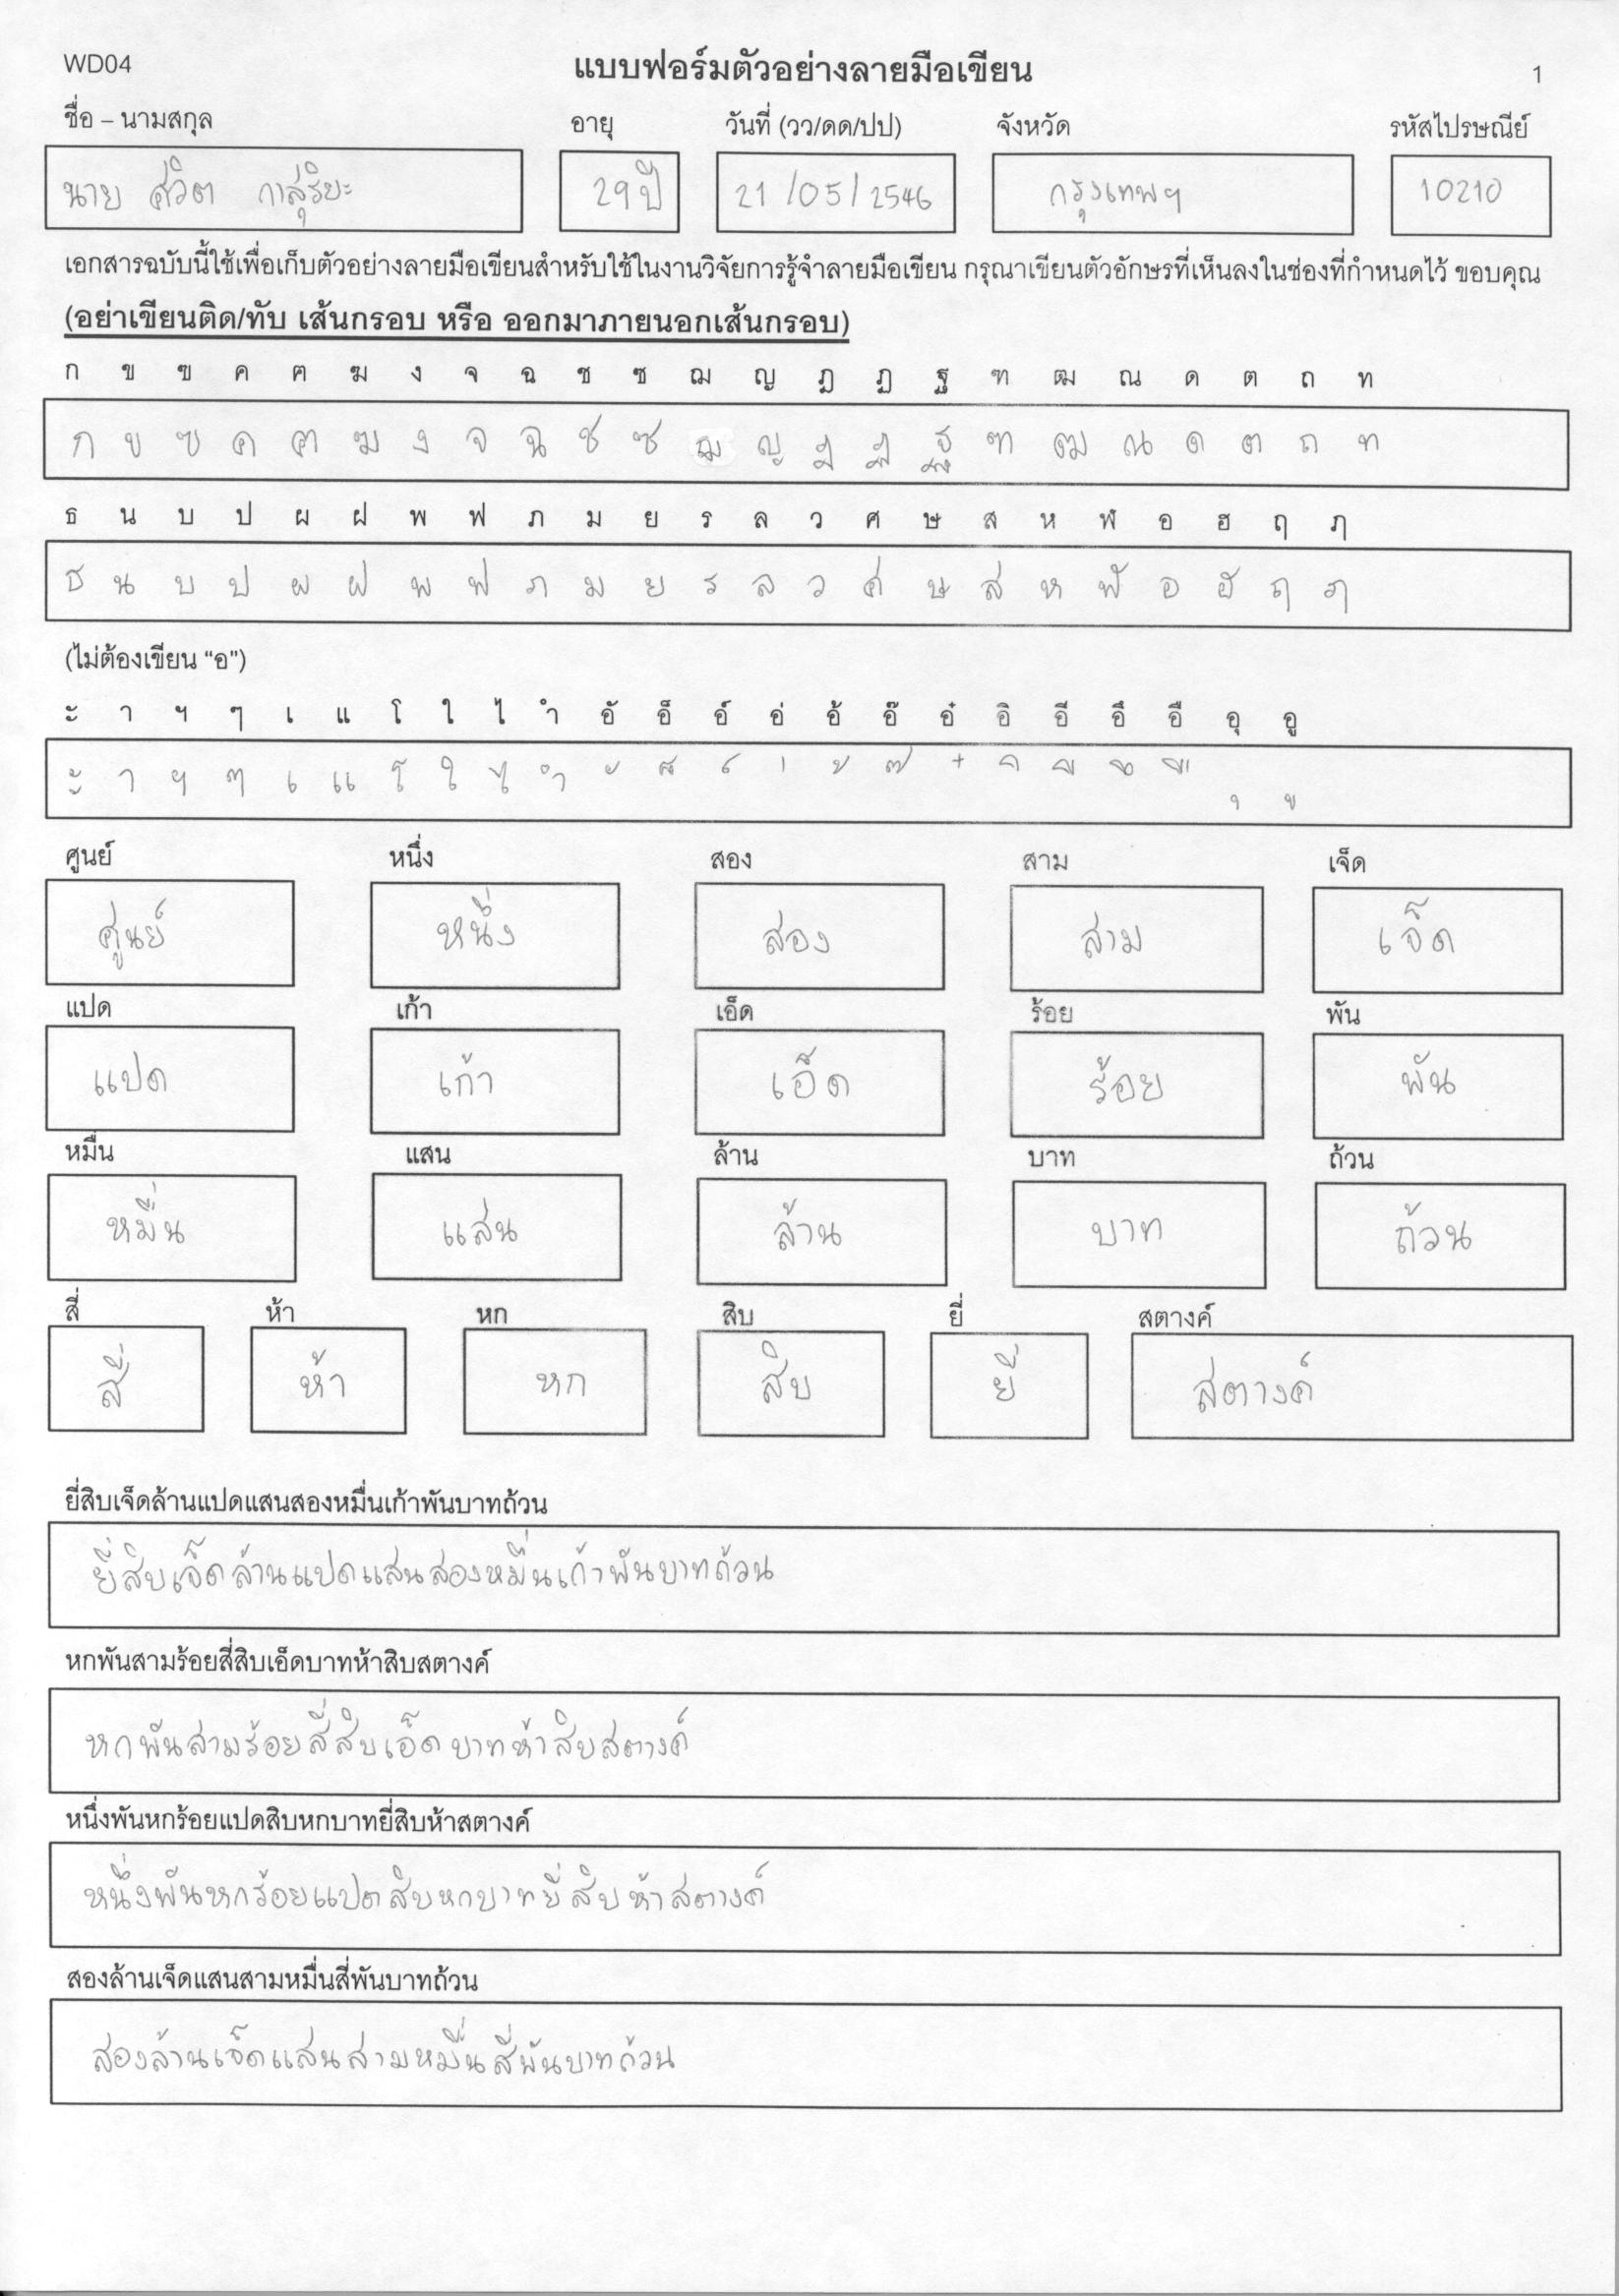 WD04 แบบฟอร์มตัวอย่างลายมือเขียน 1
ชื่อ – นามสกุล อายุ วันที่ (วว/ดด/ปป) จังหวัด รหัสไปรษณีย์
นาย ศวิต กาสุริยะ 29ปี 21/05/2546 กรุงเทพฯ 10210
เอกสารฉบับนี้ใช้เพื่อเก็บตัวอย่างลายมือเขียนสำหรับใช้ในงานวิจัยการรู้จำลายมือเขียน กรุณาเขียนตัวอักษรที่เห็นลงในช่องที่กำหนดไว้ ขอบคุณ
(อย่าเขียนติด/ทับ เส้นกรอบ หรือ ออกมาภายนอกเส้นกรอบ)
ก ข ฃ ค ฅ ฆ ง จ ฉ ช ซ ฌ ญ ฎ ฏ ฐ ฑ ฒ ณ ด ต ถ ท
ก ข ฃ ค ฅ ฆ ง จ ฉ ช ซ ฌ ญ ฎ ฏ ฐ ฑ ฒ ณ ด ต ถ ท
ธ น บ ป ผ ฝ พ ฟ ภ ม ย ร ล ว ศ ษ ส ห ฬ อ ฮ ฤ ฦ
ธ น บ ป ผ ฝ พ ฟ ภ ม ย ร ล ว ศ ษ ส ห ฬ อ ฮ ฤ ฦ
(ไม่ต้องเขียน “อ”)
ะ า ฯ ๆ เ แ โ ใ ไ ำ อั อ็ อ์ อ่ อ้ อ๊ อ๋ อิ อี อึ อื อุ อู
ะ า ฯ ๆ เ แ โ ใ ไ ำ ั ็ ์ ่ ้ ๊ ๋ ิ ี ึ ื ุ ู
ศูนย์ หนึ่ง สอง สาม เจ็ด
ศูนย์ หนึ่ง สอง สาม เจ็ด
แปด เก้า เอ็ด ร้อย พัน
แปด เก้า เอ็ด ร้อย พัน
หมื่น แสน ล้าน บาท ถ้วน
หมื่น แสน ล้าน บาท ถ้วน
สี่ ห้า หก สิบ ยี่ สตางค์
สี่ ห้า หก สิบ ยี่ สตางค์
ยี่สิบเจ็ดล้านแปดแสนสองหมื่นเก้าพันบาทถ้วน
ยี่สิบเจ็ดล้านแปดแสนสองหมื่นเก้าพันบาทถ้วน
หกพันสามร้อยสี่สิบเอ็ดบาทห้าสิบสตางค์
หกพันสามร้อยสี่สิบเอ็ดบาทห้าสิบสตางค์
หนึ่งพันหกร้อยแปดสิบหกบาทยี่สิบห้าสตางค์
หนึ่งพันหกร้อยแปดสิบหกบาทยี่สิบห้าสตางค์
สองล้านเจ็ดแสนสามหมื่นสี่พันบาทถ้วน
สองล้านเจ็ดแสนสามหมื่นสี่พันบาทถ้วน